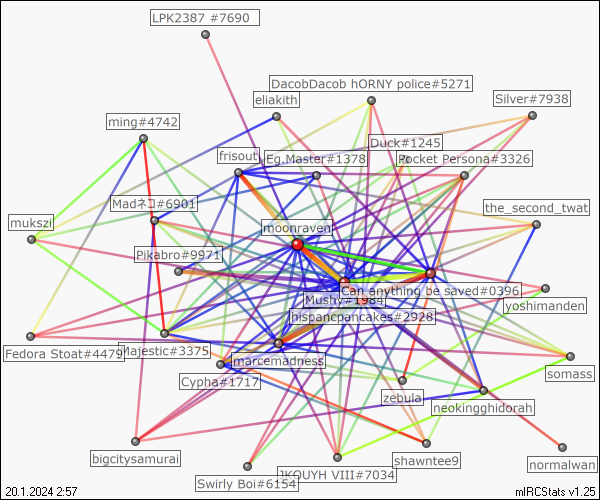 LPK2387 #7690
DacobDacob hORNY police#5271
eliakith
Silver#7938
ming#4742
Duck#1245
frisout
Eg.Master#1378
Pocket Persona#3326
Madネコ#6901
the_second_twat
mukszi
moonraven
Pikabro#9971
Can anything be saved#0396
Mushy#1984
yoshimanden
hispancpancakes#2928
Fedora Stoat#4479
Majestic#3375
marcemadness
somass
Cypha#1717
zebula
neokingghidorah
bigcitysamurai
shawntee9
normalwan
Swirly Boi#6154
JKOUYH VIII#7034
20.1.2024 2:57
mIRCStats v1.25